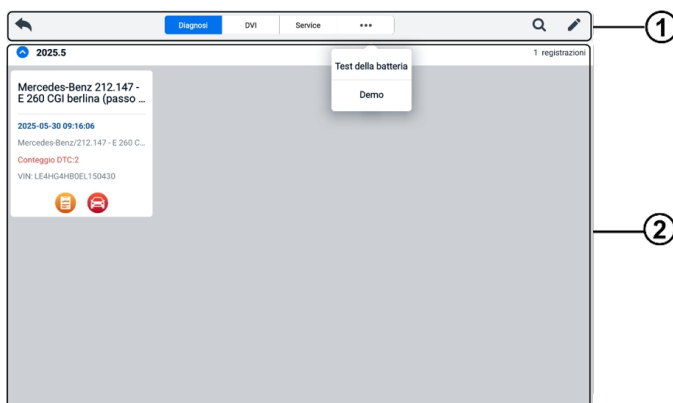 Diagnosi DVI Service •••
1
2025.5 1 registrazioni
Test della batteria
Demo
Mercedes-Benz 212.147 -
E 260 CGI berlina (passo ...
2025-05-30 09:16:06
Mercedes-Benz/212.147 - E 260 C...
Conteggio DTC:2
VIN: LE4HG4HB0EL150430
2